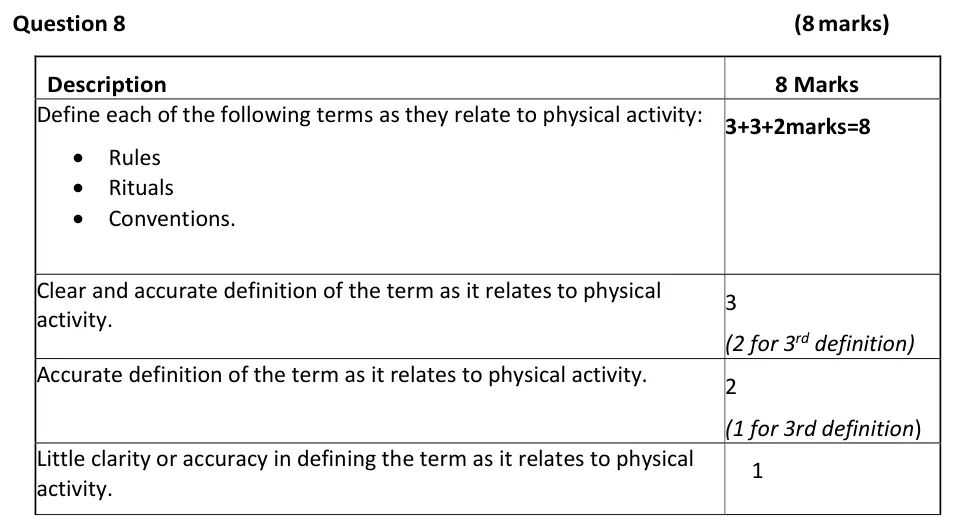 Question 8 (8 marks)
Description 8 Marks
Define each of the following terms as they relate to physical activity: 3+3+2marks=8
• Rules
• Rituals
• Conventions.
Clear and accurate definition of the term as it relates to physical
activity.
3
(2 for 3rd definition)
Accurate definition of the term as it relates to physical activity.
2
(1 for 3rd definition)
Little clarity or accuracy in defining the term as it relates to physical
activity.
1